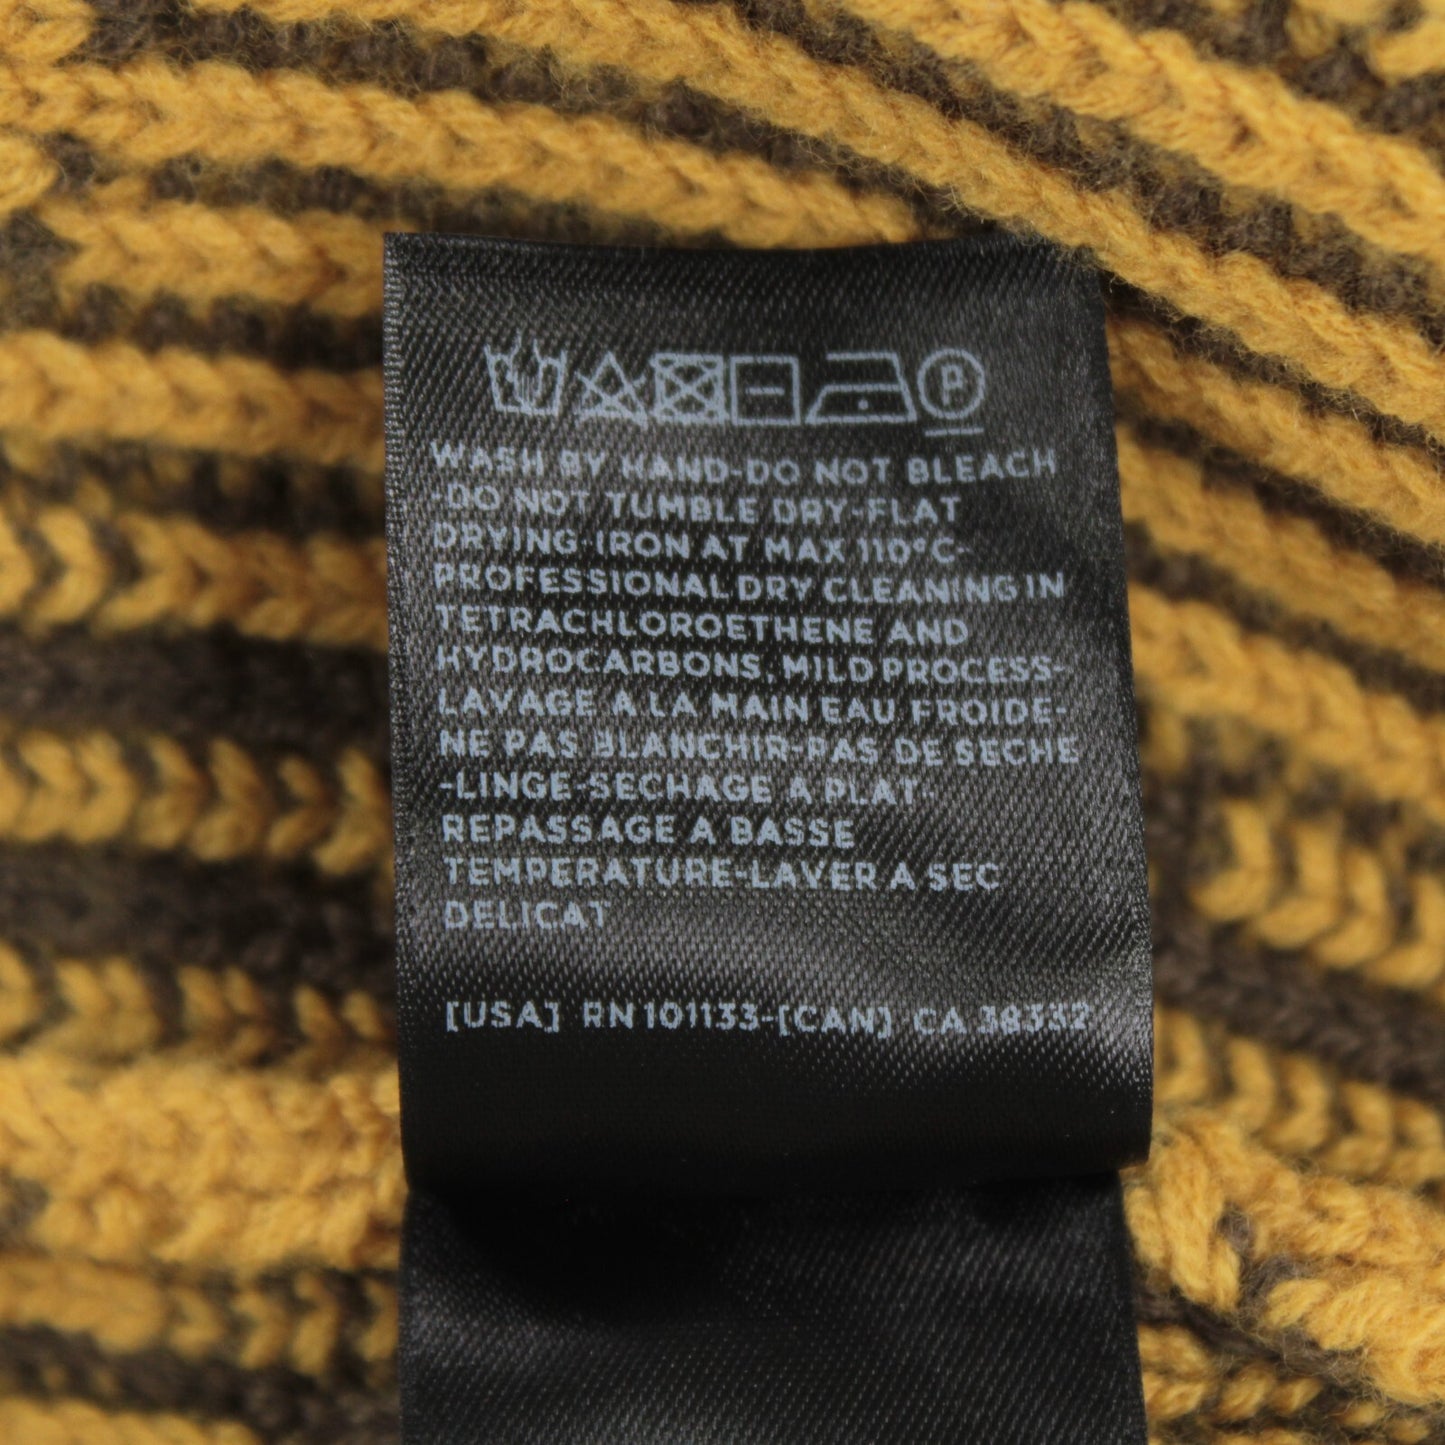 P
WASH BY HAND-DO NOT BLEACH
-DO NOT TUMBLE DRY-FLAT
DRYING-IRON AT MAX 110°C-
PROFESSIONAL DRY CLEANING IN
TETRACHLOROETHENE AND
HYDROCARBONS, MILD PROCESS-
LAVAGE A LA MAIN EAU FROIDE-
NE PAS BLANCHIR-PAS DE SECHE
-LINGE-SECHAGE A PLAT-
REPASSAGE A BASSE
TEMPERATURE-LAVER A SEC
DELICAT
[USA] RN 101133-[CAN] CA 38332